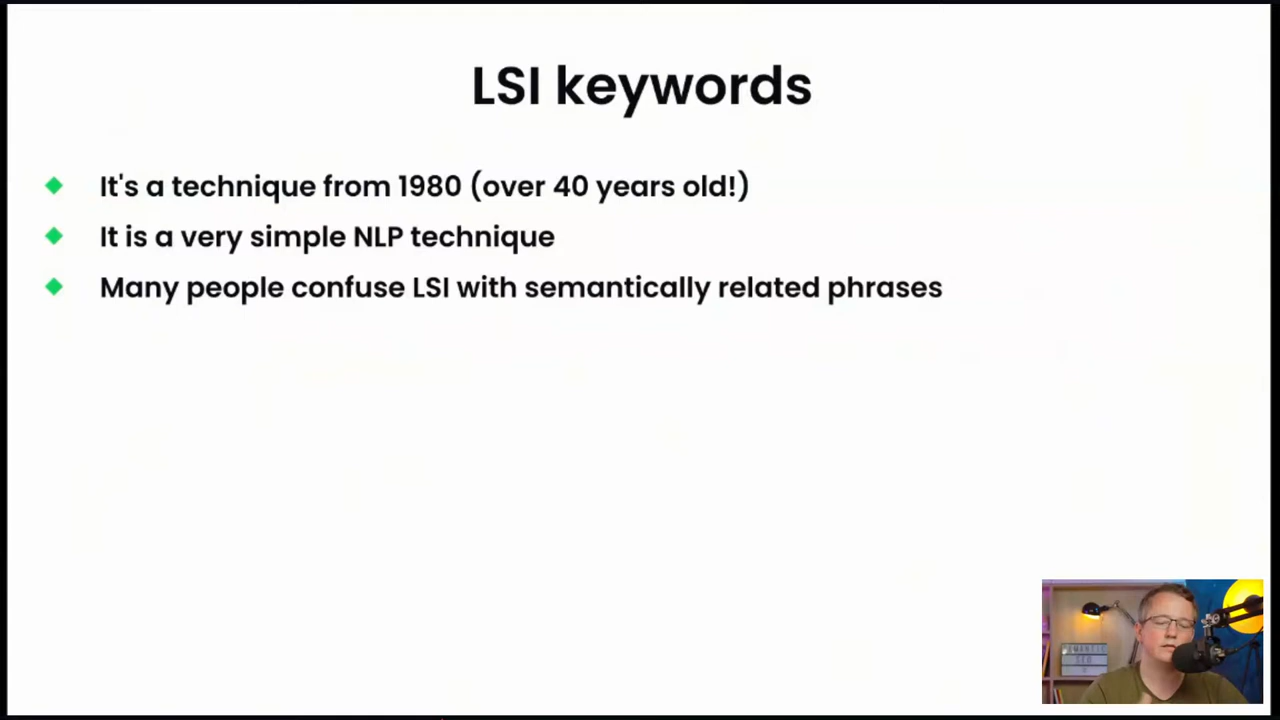 LSI keywords
It's a technique from 1980 (over 40 years old!)
It is a very simple NLP technique
Many people confuse LSI with semantically related phrases
SEO